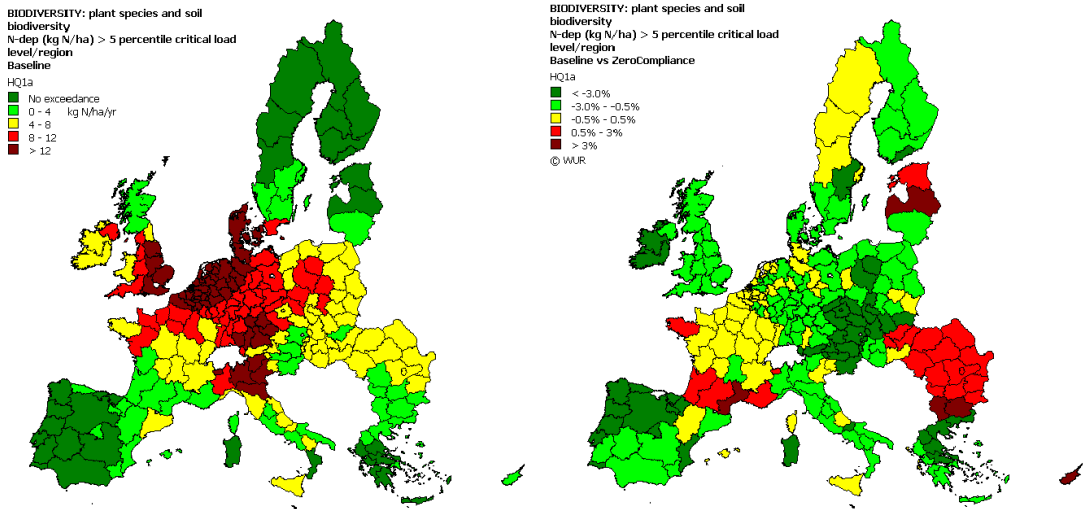 BIODIVERSITY: plant species and soil
biodiversity
N-dep (kg N/ha) > 5 percentile critical load
level/region
Baseline
HQ1a
No exceedance
0 - 4 kg N/ha/yr
4 - 8
8 - 12
> 12
BIODIVERSITY: plant species and soil
biodiversity
N-dep (kg N/ha) > 5 percentile critical load
level/region
Baseline vs ZeroCompliance
HQ1a
< -3.0%
-3.0% - -0.5%
-0.5% - 0.5%
0.5% - 3%
> 3%
© WUR